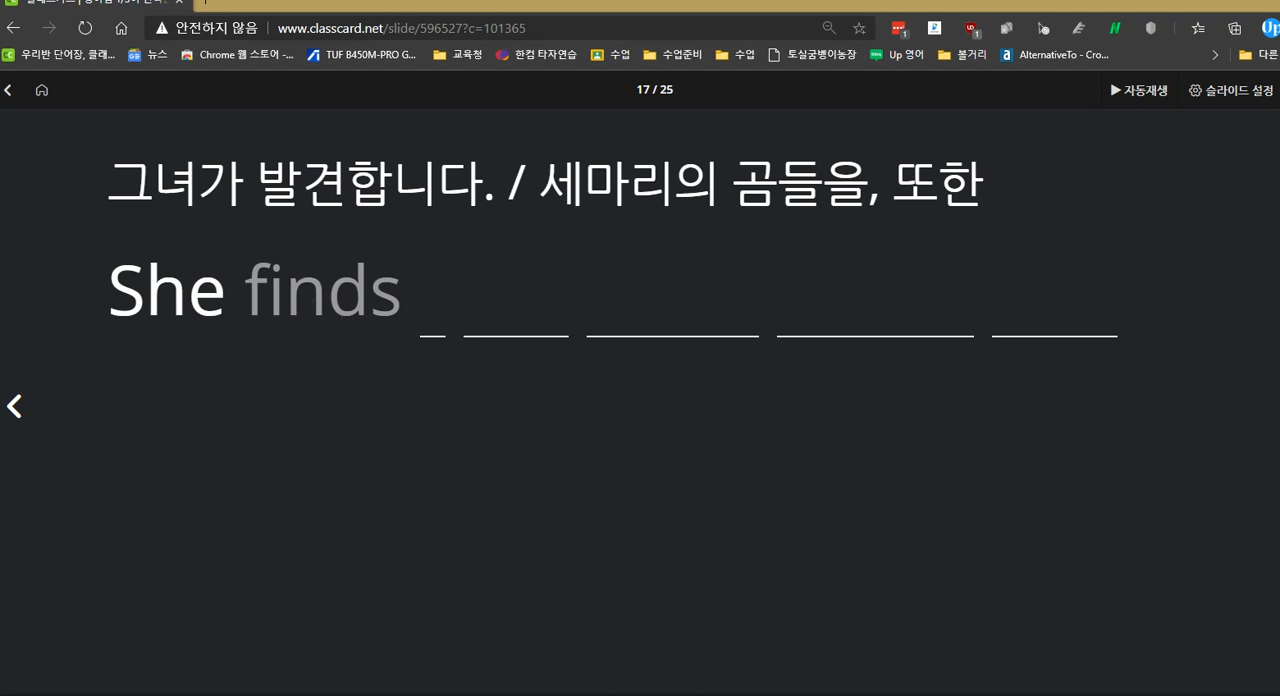 안전하지 않음 www.classcard.net/slide/596527?c=101365
우리반 단어장, 클래... 뉴스 Chrome 웹 스토어 -... TUF B450M-PRO G... 교육청 한컴 타자연습 수업 수업준비 수업 토실굼벵이농장 Up 영어 볼거리 AlternativeTo - Cro... 다른
17 / 25 자동재생 슬라이드 설정
그녀가 발견합니다. / 세마리의 곰들을, 또한
She finds